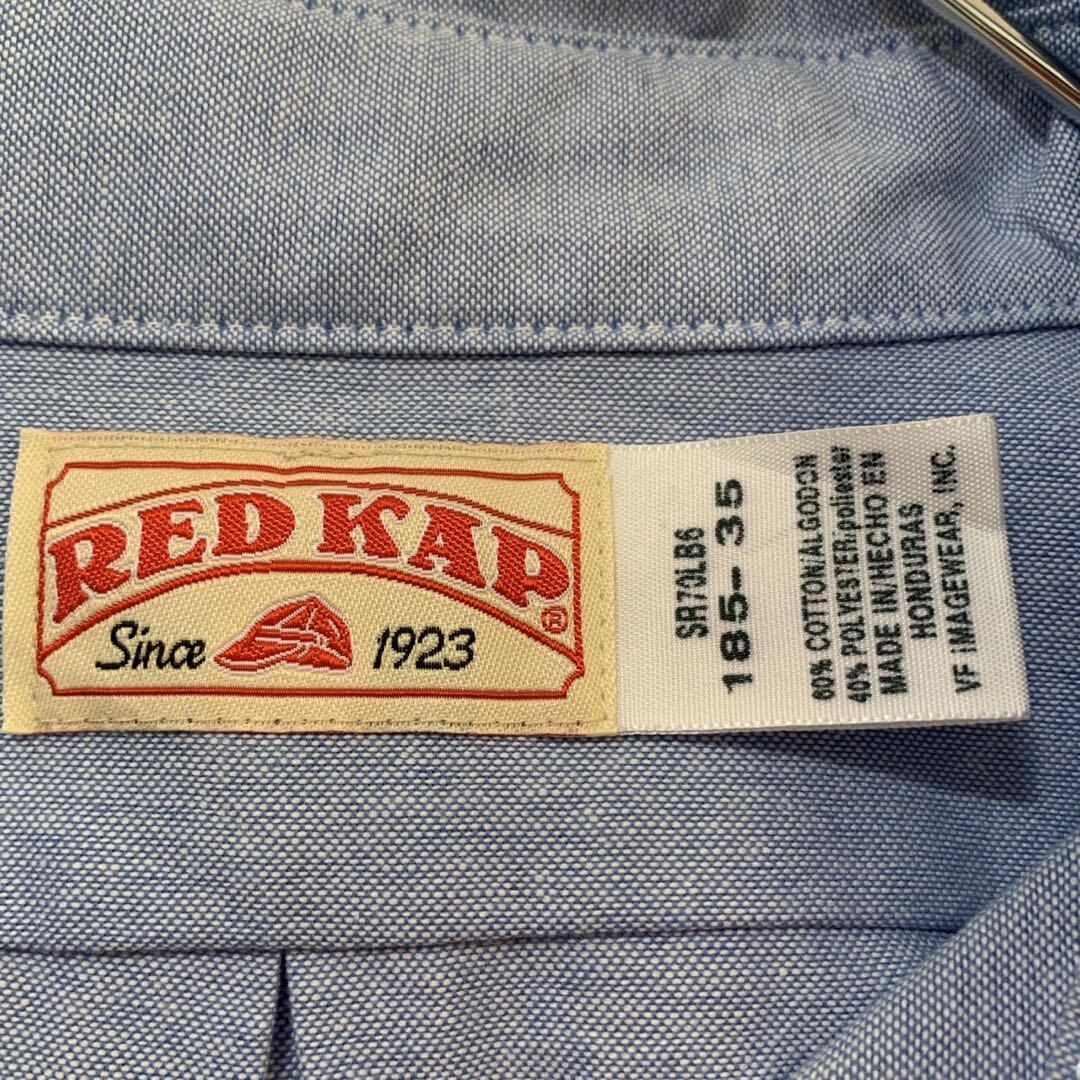 RED KAP®
Since 1923
SR70LB6
185-35
60% COTTON/ALGODON
40% POLYESTER/poliester
MADE IN/HECHO EN
HONDURAS
VF IMAGEWEAR, INC.